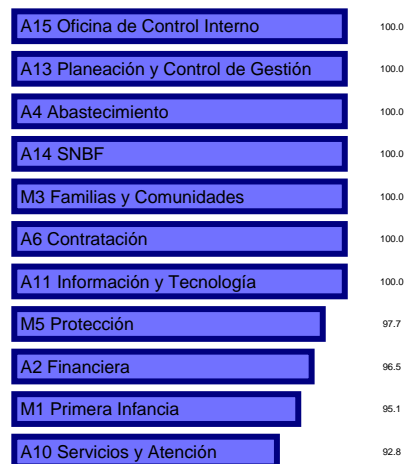 A15 Oficina de Control Interno 100.0
A13 Planeación y Control de Gestión 100.0
A4 Abastecimiento 100.0
A14 SNBF 100.0
M3 Familias y Comunidades 100.0
A6 Contratación 100.0
A11 Información y Tecnología 100.0
M5 Protección 97.7
A2 Financiera 96.5
M1 Primera Infancia 95.1
A10 Servicios y Atención 92.8